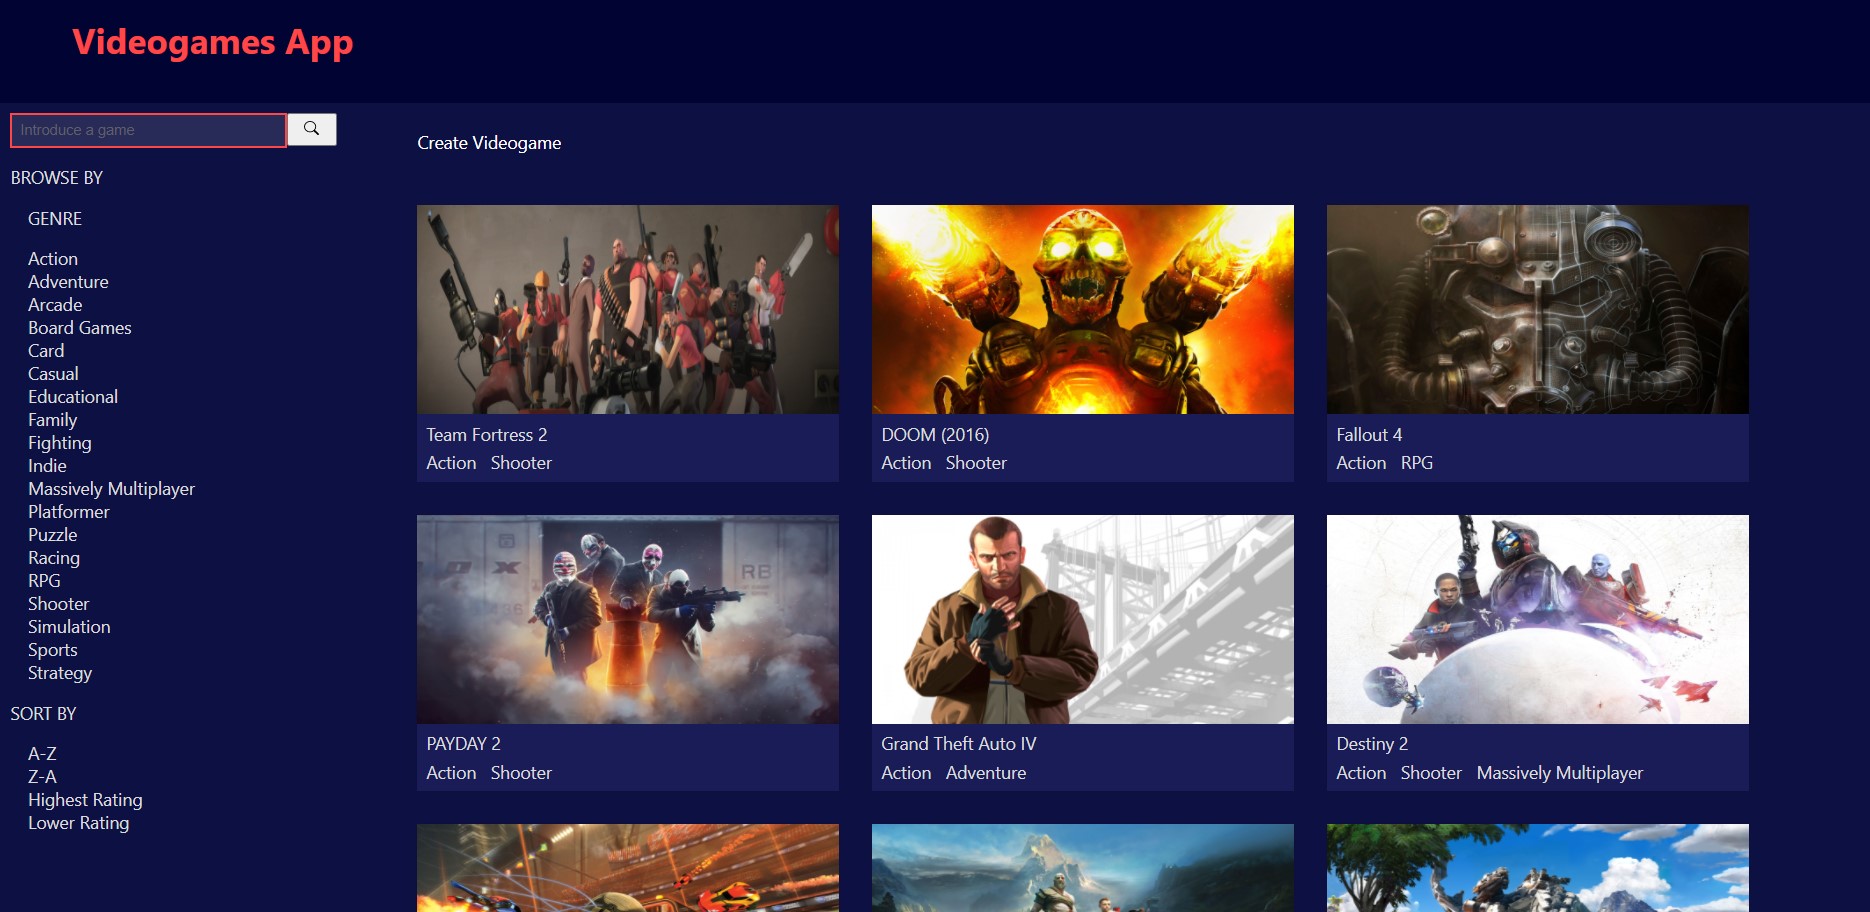 Videogames App
Introduce a game
Create Videogame
BROWSE BY
GENRE
Action
Adventure
Arcade
Board Games
Card
Casual
Educational
Family
Fighting
Indie
Massively Multiplayer
Platformer
Puzzle
Racing
RPG
Shooter
Simulation
Sports
Strategy
SORT BY
A-Z
Z-A
Highest Rating
Lower Rating
Team Fortress 2
Action Shooter
DOOM (2016)
Action Shooter
Fallout 4
Action RPG
RB
PAYDAY 2
Action Shooter
Grand Theft Auto IV
Action Adventure
Destiny 2
Action Shooter Massively Multiplayer